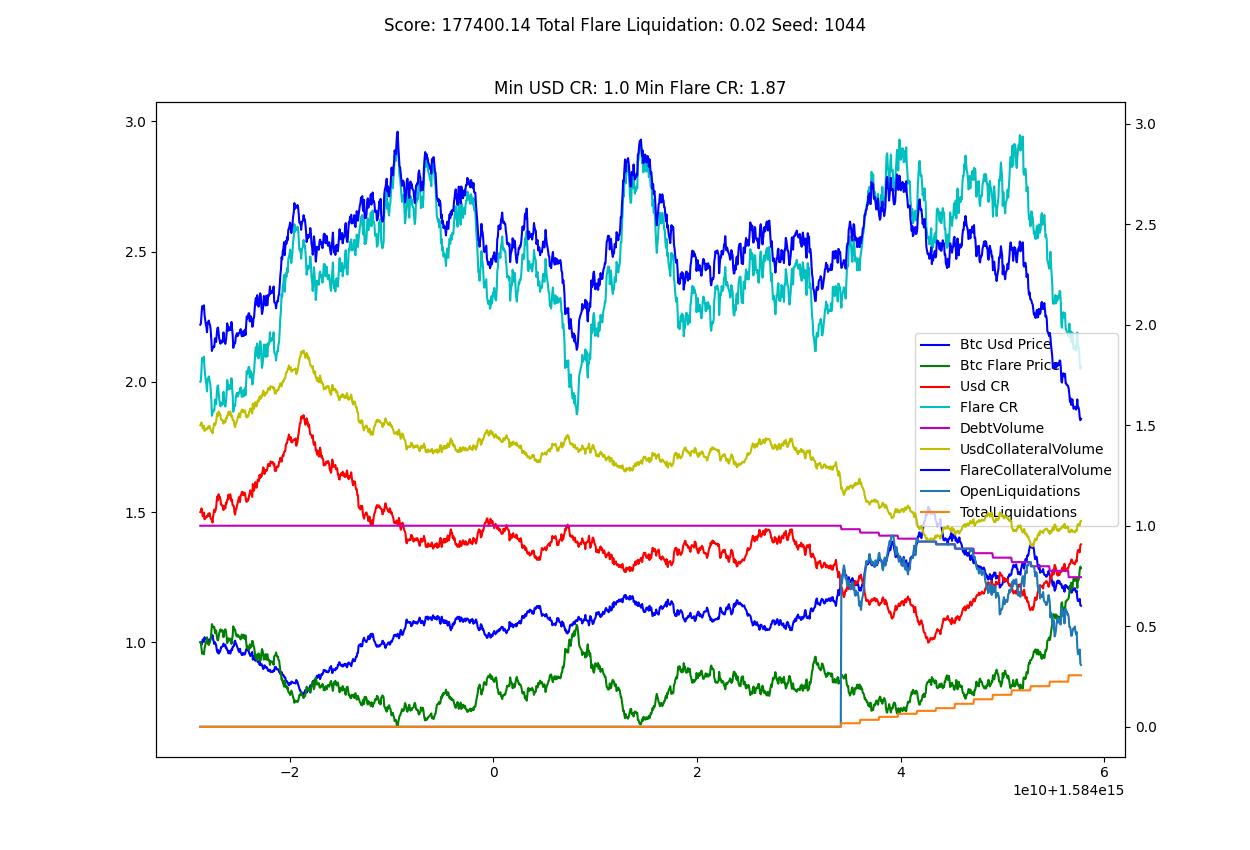 Score: 177400.14 Total Flare Liquidation: 0.02 Seed: 1044
Min USD CR: 1.0 Min Flare CR: 1.87
3.0
2.5
2.0
1.5
1.0
3.0
2.5
2.0
1.5
1.0
0.5
0.0
Btc Usd Price
Btc Flare Price
Usd CR
Flare CR
DebtVolume
UsdCollateralVolume
FlareCollateralVolume
OpenLiquidations
TotalLiquidations
−2 0 2 4 6
1e10+1.584e15